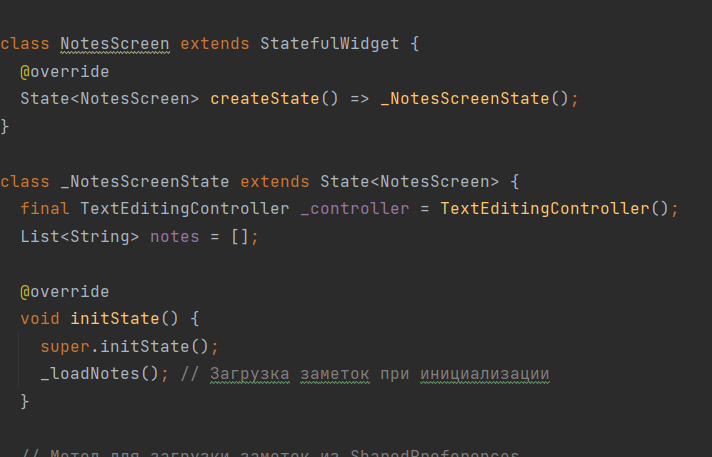 class NotesScreen extends StatefulWidget {
@override
State<NotesScreen> createState() => _NotesScreenState();
}
class _NotesScreenState extends State<NotesScreen> {
final TextEditingController _controller = TextEditingController();
List<String> notes = [];
@override
void initState() {
super.initState();
_loadNotes(); // Загрузка заметок при инициализации
}
// Метод для загрузки заметок из SharedPreferences